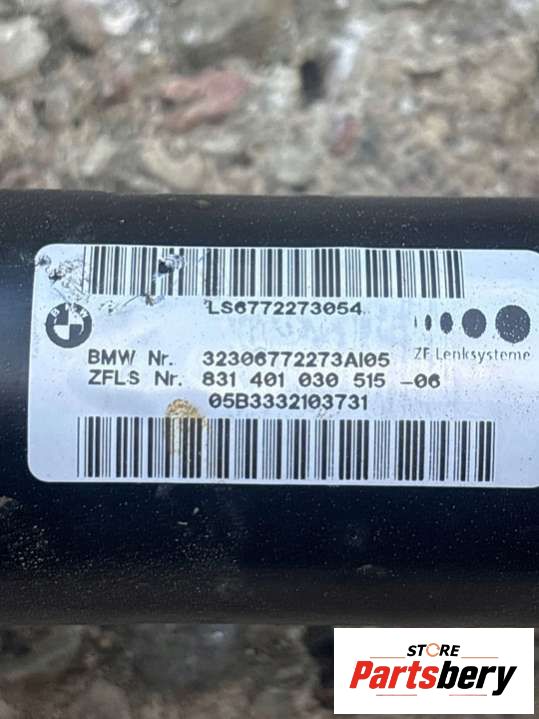 LS6772273054
BMW Nr. 32306772273AI05
ZF Lenksysteme
ZFLS Nr. 831 401 030 515 -06
05B3332103731
STORE
Partsbery